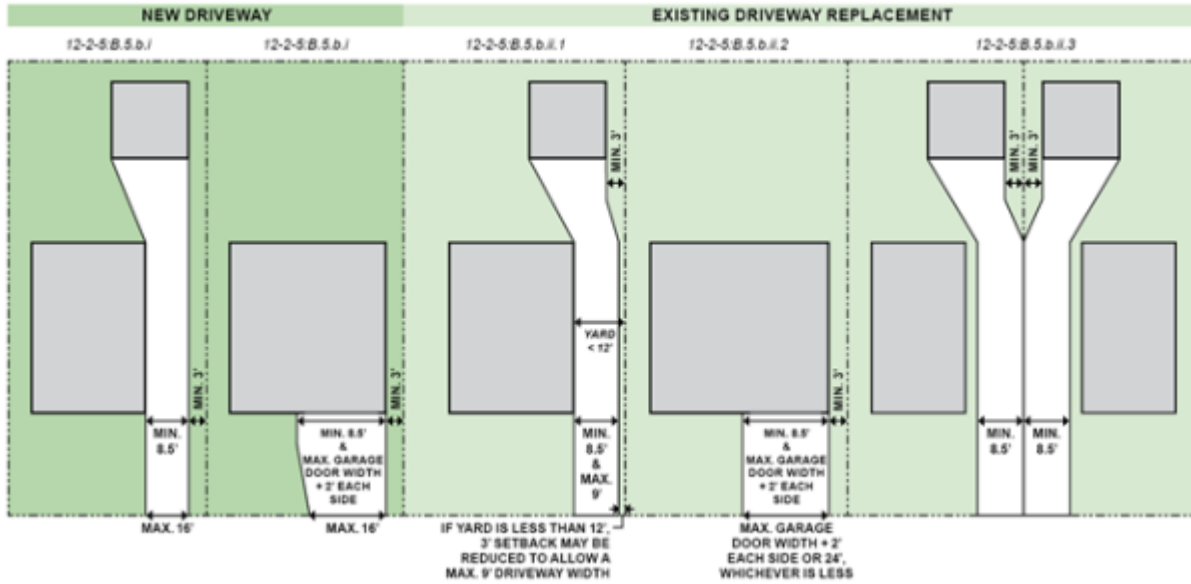 NEW DRIVEWAY
EXISTING DRIVEWAY REPLACEMENT
12-2-5:B.5.b.i
12-2-5:B.5.b.i
12-2-5:B.5.b.ii.1
12-2-5:B.5.b.ii.2
12-2-5:B.5.b.ii.3
MIN. 3'
MIN.
8.5'
MAX. 16'
MIN. 3'
MIN. 8.5'
&
MAX. GARAGE
DOOR WIDTH
+ 2' EACH
SIDE
MAX. 16'
MIN. 3'
YARD
< 12'
MIN.
8.5'
&
MAX.
9'
IF YARD IS LESS THAN 12',
3' SETBACK MAY BE
REDUCED TO ALLOW A
MAX. 9' DRIVEWAY WIDTH
MIN. 3'
MIN. 8.5'
&
MAX. GARAGE
DOOR WIDTH
+ 2' EACH
SIDE
MAX. GARAGE
DOOR WIDTH + 2'
EACH SIDE OR 24',
WHICHEVER IS LESS
MIN. 3'
MIN. 3'
MIN.
8.5'
MIN.
8.5'